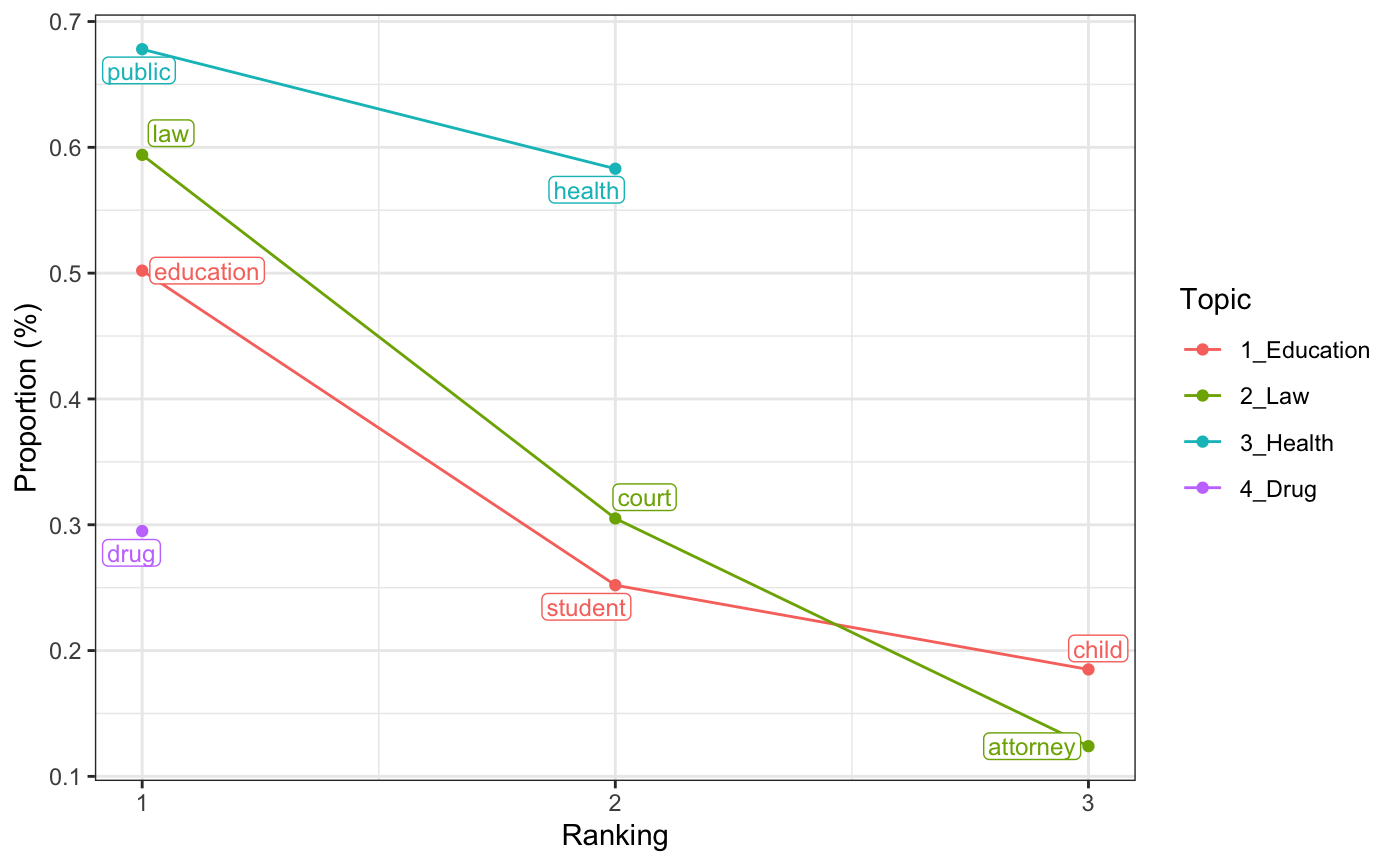 0.7
0.6
0.5
0.4
0.3
0.2
0.1
Proportion (%)
public
law
education
drug
health
court
student
child
attorney
1
2
3
Ranking
Topic
1_Education
2_Law
3_Health
4_Drug